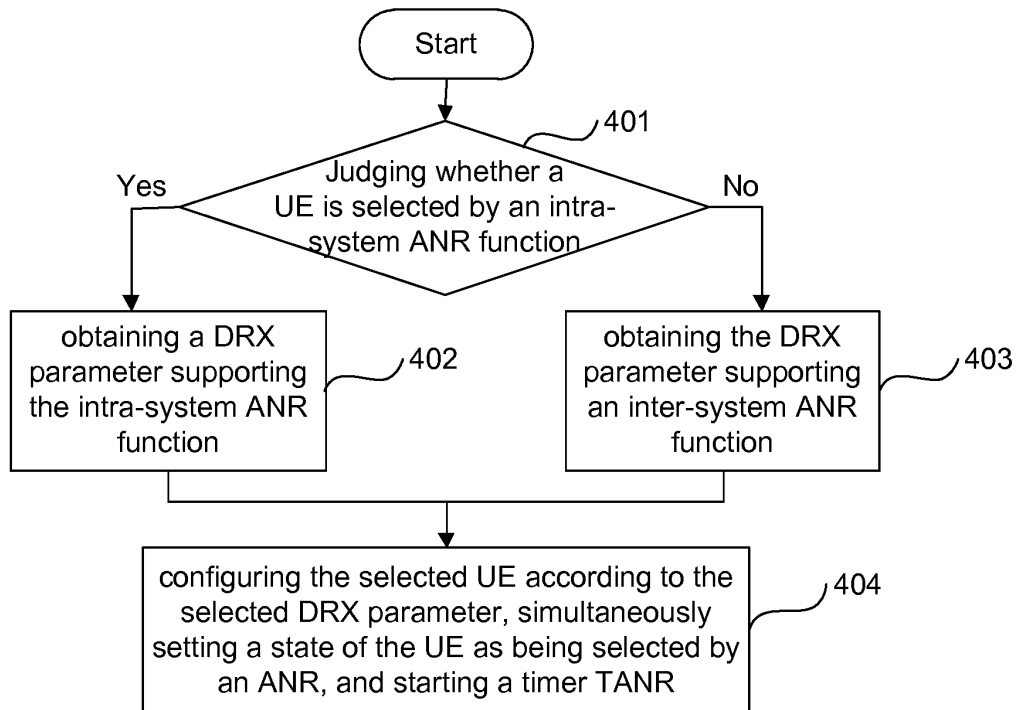 Start
401
Judging whether a
UE is selected by an intra-
system ANR function
Yes
No
obtaining a DRX
parameter supporting
the intra-system ANR
function
402
obtaining the DRX
parameter supporting
an inter-system ANR
function
403
configuring the selected UE according to the
selected DRX parameter, simultaneously
setting a state of the UE as being selected by
an ANR, and starting a timer TANR
404